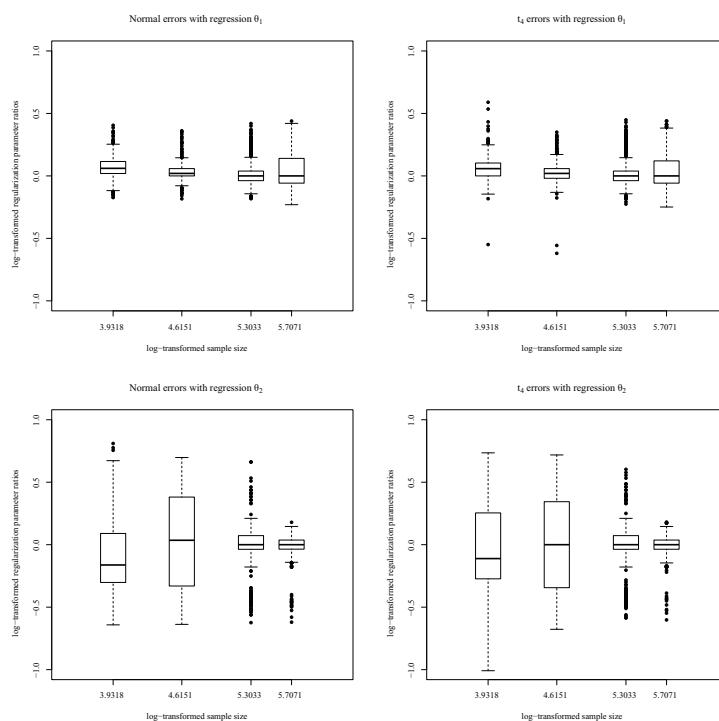 Normal errors with regression θ₁
log−transformed regularization parameter ratios
1.0
0.5
0.0
−0.5
−1.0
3.9318 4.6151 5.3033 5.7071
log−transformed sample size
t₄ errors with regression θ₁
log−transformed regularization parameter ratios
1.0
0.5
0.0
−0.5
−1.0
3.9318 4.6151 5.3033 5.7071
log−transformed sample size
Normal errors with regression θ₂
log−transformed regularization parameter ratios
1.0
0.5
0.0
−0.5
−1.0
3.9318 4.6151 5.3033 5.7071
log−transformed sample size
t₄ errors with regression θ₂
log−transformed regularization parameter ratios
1.0
0.5
0.0
−0.5
−1.0
3.9318 4.6151 5.3033 5.7071
log−transformed sample size